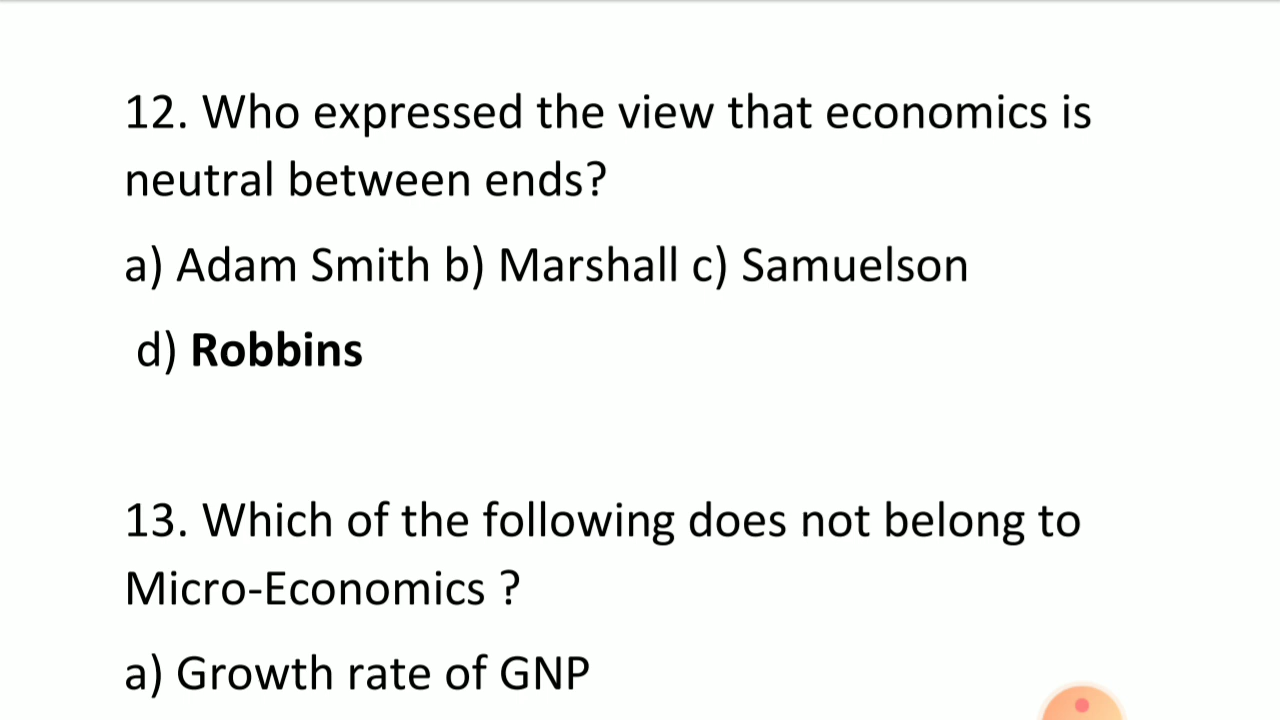 12. Who expressed the view that economics is
neutral between ends?
a) Adam Smith b) Marshall c) Samuelson
d) Robbins
13. Which of the following does not belong to
Micro-Economics ?
a) Growth rate of GNP